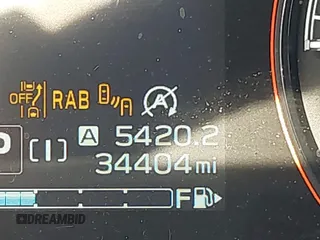 OFF RAB A
P [ I ] A 5420.2
34404 mi
F
DREAMBID